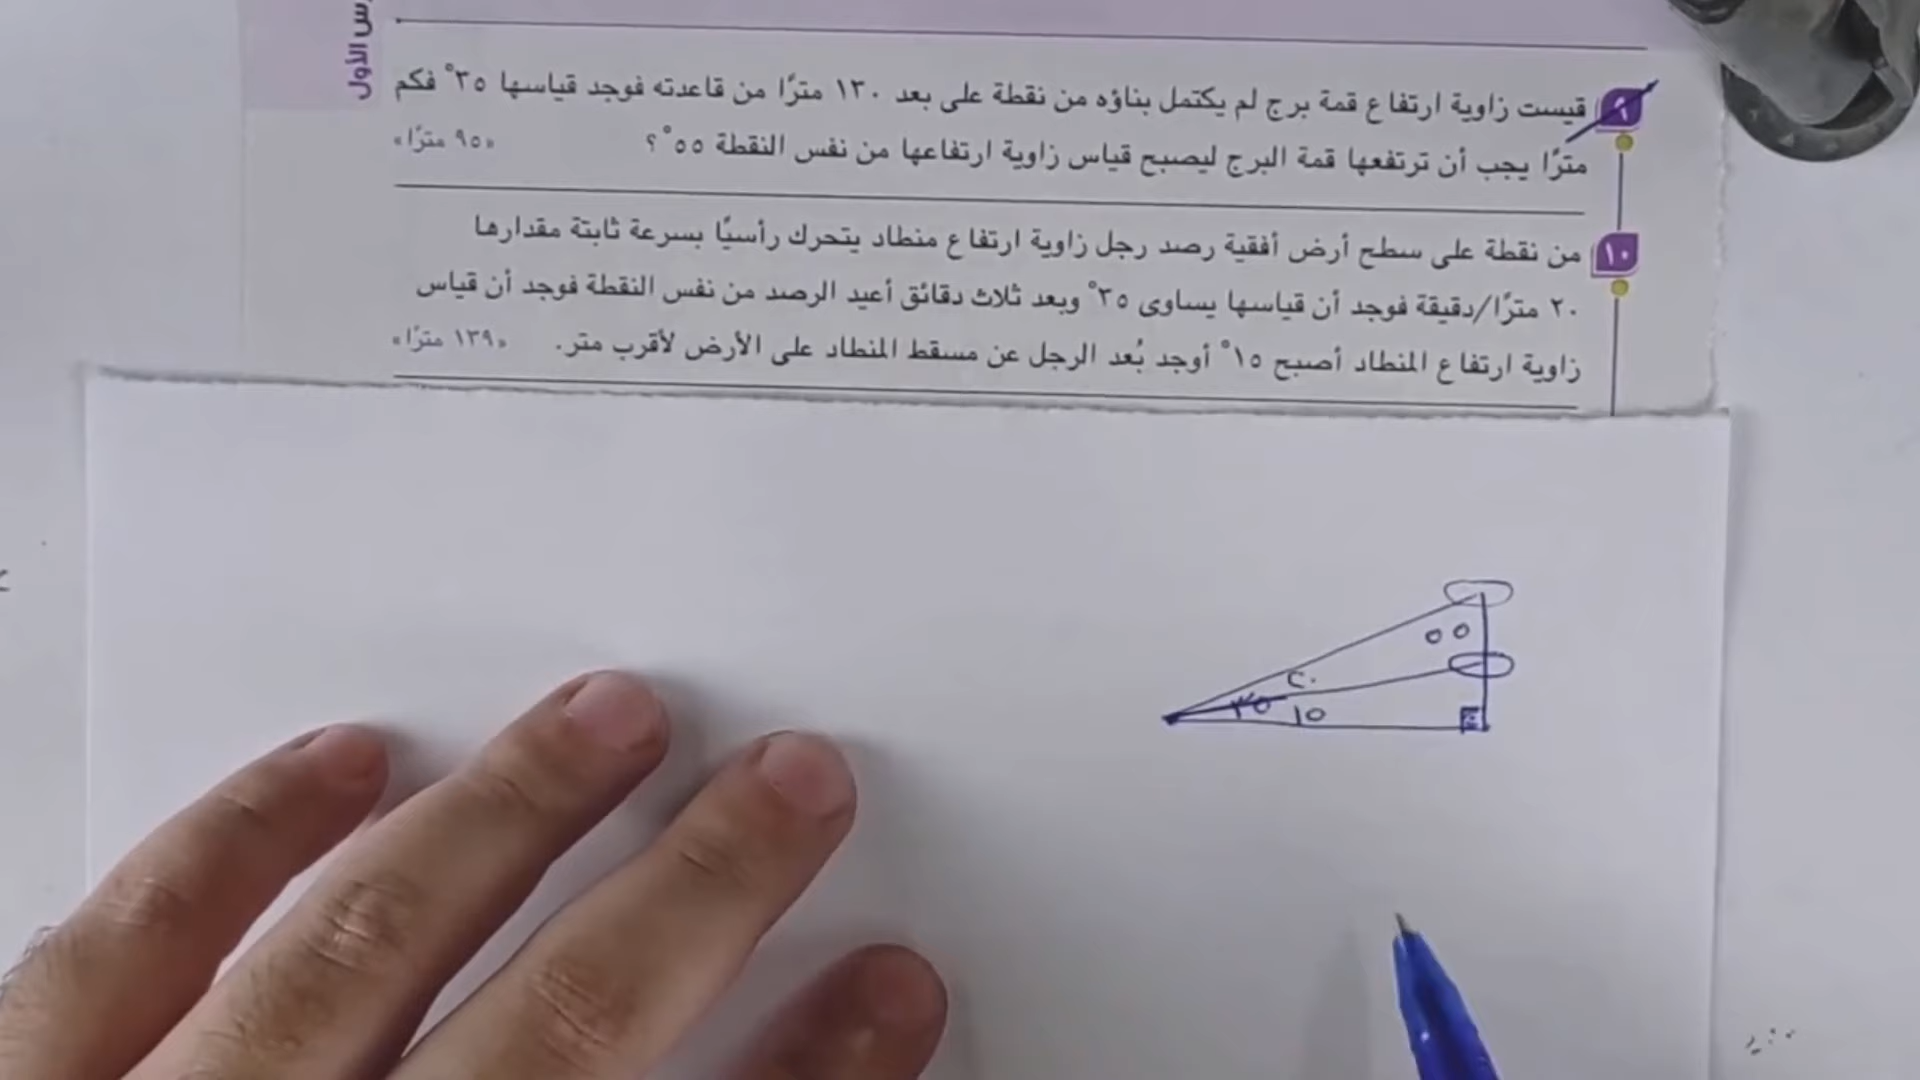 رس الأول
٩ قيست زاوية ارتفاع قمة برج لم يكتمل بناؤه من نقطة على بعد ١٣٠ مترًا من قاعدته فوجد قياسها ٣٥° فكم
مترًا يجب أن ترتفعها قمة البرج ليصبح قياس زاوية ارتفاعها من نفس النقطة ٥٥° ؟ «٩٥ مترًا»
١٠ من نقطة على سطح أرض أفقية رصد رجل زاوية ارتفاع منطاد يتحرك رأسيًا بسرعة ثابتة مقدارها
٢٠ مترًا/دقيقة فوجد أن قياسها يساوى ٣٥° وبعد ثلاث دقائق أعيد الرصد من نفس النقطة فوجد أن قياس
زاوية ارتفاع المنطاد أصبح ١٥° أوجد بُعد الرجل عن مسقط المنطاد على الأرض لأقرب متر. «١٣٩ مترًا»
٥٥
٢٠
٣٥
١٥